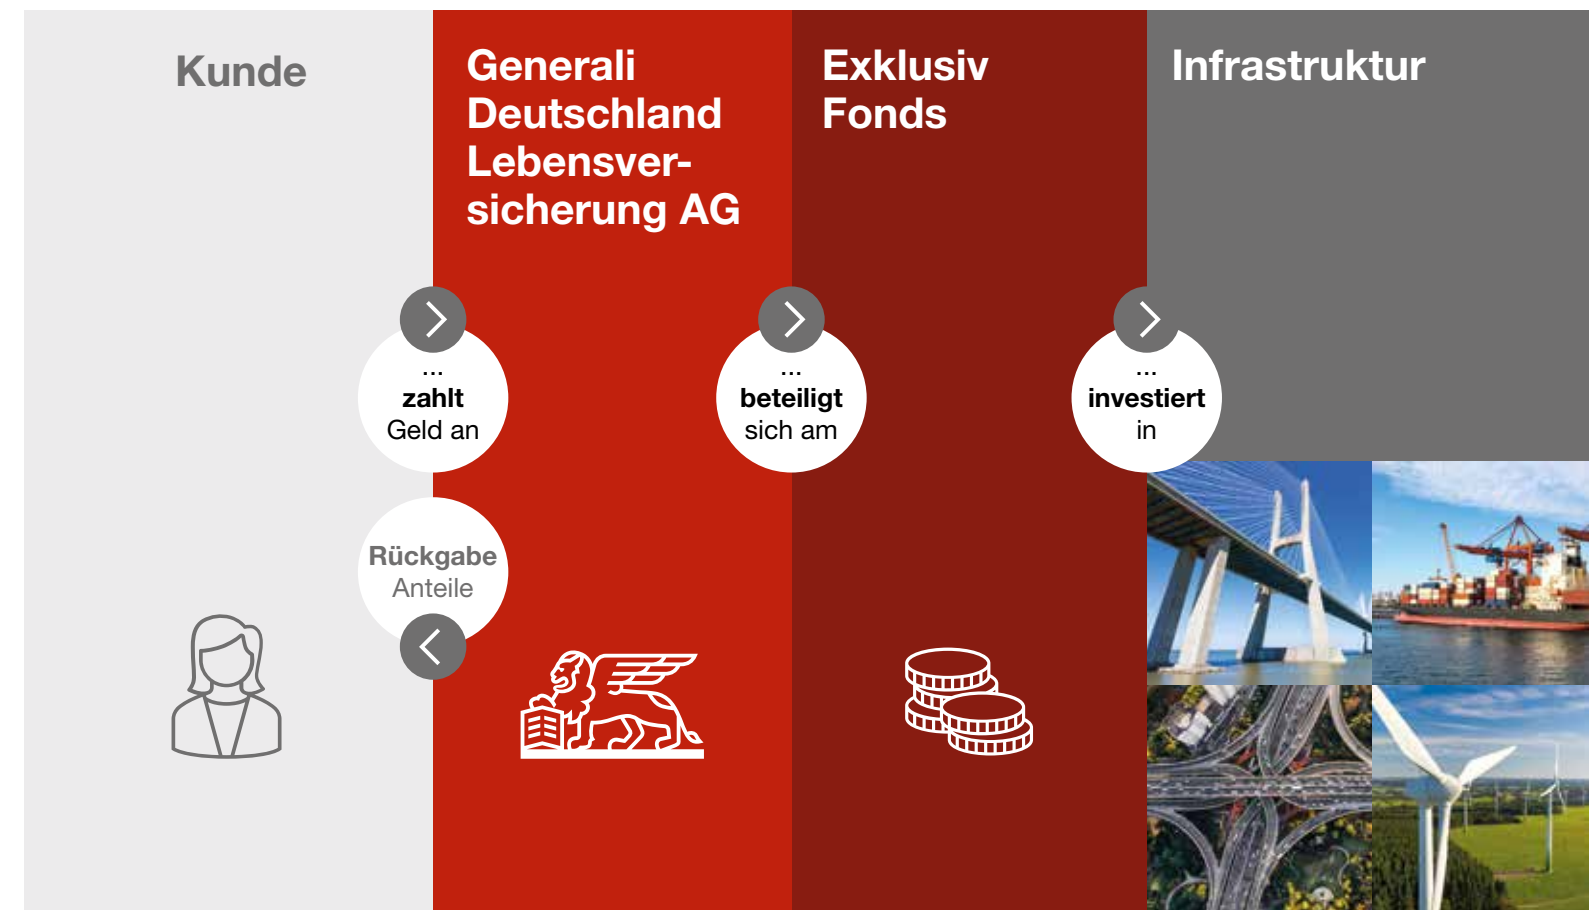 Kunde
Generali
Deutschland
Lebensver-
sicherung AG
Exklusiv
Fonds
Infrastruktur
...
zahlt
Geld an
...
beteiligt
sich am
...
investiert
in
Rückgabe
Anteile